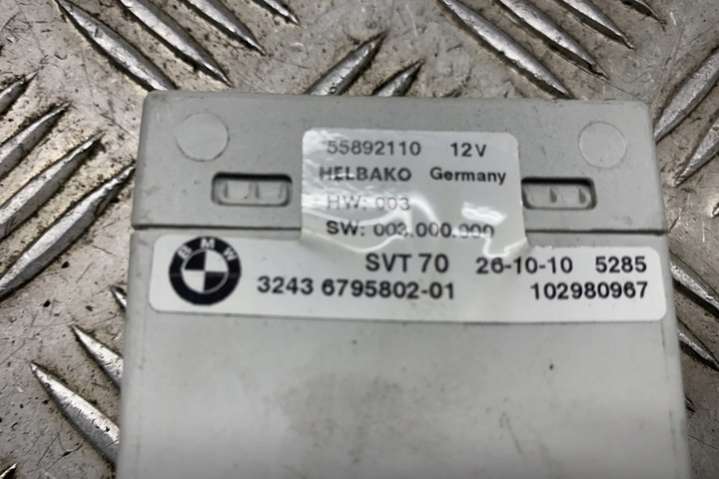 55892110 12V
HELBAKO Germany
HW: 003
SW: 003.000.000
BMW
SVT 70 26-10-10 5285
3243 6795802-01 102980967